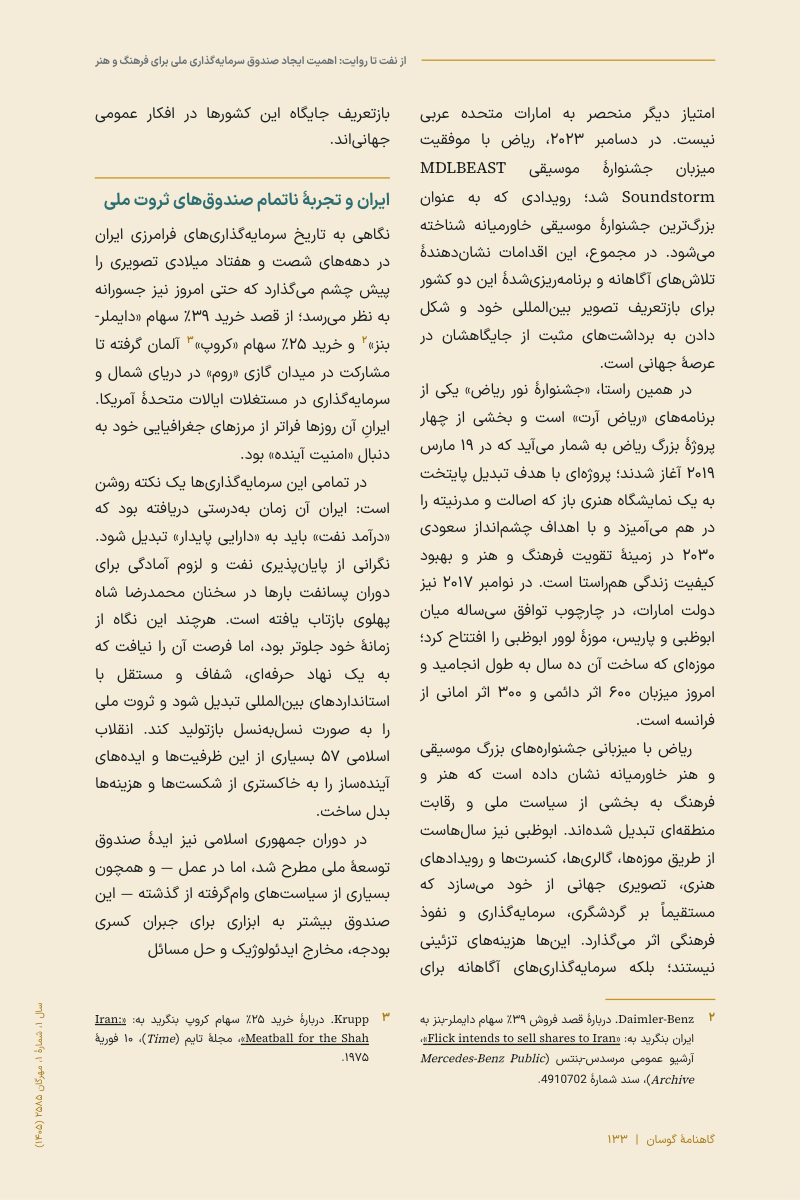 از نفت تا روایت: اهمیت ایجاد صندوق سرمایه‌گذاری ملی برای فرهنگ و هنر
امتیاز دیگر منحصر به امارات متحده عربی
نیست. در دسامبر ۲۰۲۳، ریاض با موفقیت
میزبان جشنوارهٔ موسیقی MDLBEAST
Soundstorm شد؛ رویدادی که به عنوان
بزرگ‌ترین جشنوارهٔ موسیقی خاورمیانه شناخته
می‌شود. در مجموع، این اقدامات نشان‌دهندهٔ
تلاش‌های آگاهانه و برنامه‌ریزی‌شدهٔ این دو کشور
برای بازتعریف تصویر بین‌المللی خود و شکل
دادن به برداشت‌های مثبت از جایگاهشان در
عرصهٔ جهانی است.
در همین راستا، «جشنوارهٔ نور ریاض» یکی از
برنامه‌های «ریاض آرت» است و بخشی از چهار
پروژهٔ بزرگ ریاض به شمار می‌آید که در ۱۹ مارس
۲۰۱۹ آغاز شدند؛ پروژه‌ای با هدف تبدیل پایتخت
به یک نمایشگاه هنری باز که اصالت و مدرنیته را
در هم می‌آمیزد و با اهداف چشم‌انداز سعودی
۲۰۳۰ در زمینهٔ تقویت فرهنگ و هنر و بهبود
کیفیت زندگی هم‌راستا است. در نوامبر ۲۰۱۷ نیز
دولت امارات، در چارچوب توافق سی‌ساله میان
ابوظبی و پاریس، موزهٔ لوور ابوظبی را افتتاح کرد؛
موزه‌ای که ساخت آن ده سال به طول انجامید و
امروز میزبان ۶۰۰ اثر دائمی و ۳۰۰ اثر امانی از
فرانسه است.
ریاض با میزبانی جشنواره‌های بزرگ موسیقی
و هنر خاورمیانه نشان داده است که هنر و
فرهنگ به بخشی از سیاست ملی و رقابت
منطقه‌ای تبدیل شده‌اند. ابوظبی نیز سال‌هاست
از طریق موزه‌ها، گالری‌ها، کنسرت‌ها و رویدادهای
هنری، تصویری جهانی از خود می‌سازد که
مستقیماً بر گردشگری، سرمایه‌گذاری و نفوذ
فرهنگی اثر می‌گذارد. این‌ها هزینه‌های تزئینی
نیستند؛ بلکه سرمایه‌گذاری‌های آگاهانه برای
۲ Daimler-Benz. دربارهٔ قصد فروش ۳۹٪ سهام دایملر-بنز به
ایران بنگرید به: «Flick intends to sell shares to Iran»،
آرشیو عمومی مرسدس-بنتس (Mercedes-Benz Public
Archive)، سند شمارهٔ 4910702.
بازتعریف جایگاه این کشورها در افکار عمومی
جهانی‌اند.
ایران و تجربهٔ ناتمام صندوق‌های ثروت ملی
نگاهی به تاریخ سرمایه‌گذاری‌های فرامرزی ایران
در دهه‌های شصت و هفتاد میلادی تصویری را
پیش چشم می‌گذارد که حتی امروز نیز جسورانه
به نظر می‌رسد؛ از قصد خرید ۳۹٪ سهام «دایملر-
بنز»۲ و خرید ۲۵٪ سهام «کروپ»۳ آلمان گرفته تا
مشارکت در میدان گازی «روم» در دریای شمال و
سرمایه‌گذاری در مستغلات ایالات متحدهٔ آمریکا.
ایرانِ آن روزها فراتر از مرزهای جغرافیایی خود به
دنبال «امنیت آینده» بود.
در تمامی این سرمایه‌گذاری‌ها یک نکته روشن
است: ایران آن زمان به‌درستی دریافته بود که
«درآمد نفت» باید به «دارایی پایدار» تبدیل شود.
نگرانی از پایان‌پذیری نفت و لزوم آمادگی برای
دوران پسانفت بارها در سخنان محمدرضا شاه
پهلوی بازتاب یافته است. هرچند این نگاه از
زمانهٔ خود جلوتر بود، اما فرصت آن را نیافت که
به یک نهاد حرفه‌ای، شفاف و مستقل با
استانداردهای بین‌المللی تبدیل شود و ثروت ملی
را به صورت نسل‌به‌نسل بازتولید کند. انقلاب
اسلامی ۵۷ بسیاری از این ظرفیت‌ها و ایده‌های
آینده‌ساز را به خاکستری از شکست‌ها و هزینه‌ها
بدل ساخت.
در دوران جمهوری اسلامی نیز ایدهٔ صندوق
توسعهٔ ملی مطرح شد، اما در عمل — و همچون
بسیاری از سیاست‌های وام‌گرفته از گذشته — این
صندوق بیشتر به ابزاری برای جبران کسری
بودجه، مخارج ایدئولوژیک و حل مسائل
۳ Krupp. دربارهٔ خرید ۲۵٪ سهام کروپ بنگرید به: «Iran:
Meatball for the Shah»، مجلهٔ تایم (Time)، ۱۰ فوریهٔ
۱۹۷۵.
سال ۱، شمارهٔ ۱، مهرگان ۲۵۸۵ (۱۴۰۵)
گاهنامهٔ گوسان | ۱۳۳